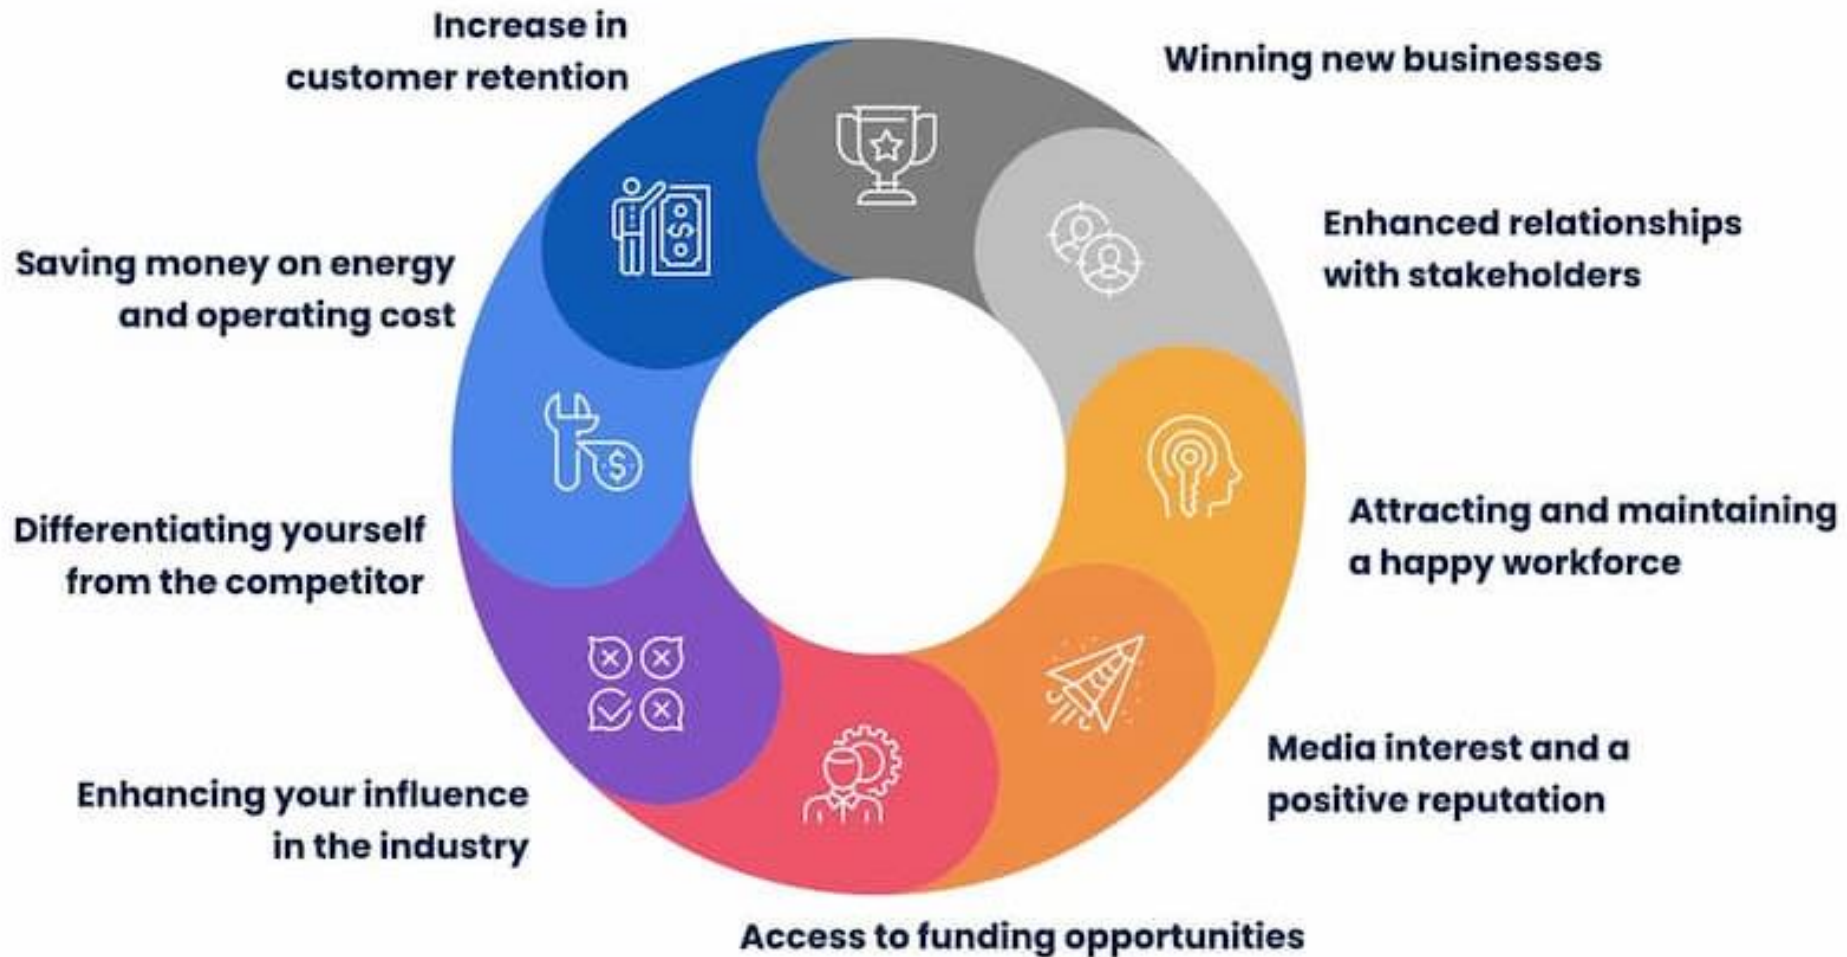 Increase in
customer retention
Winning new businesses
Enhanced relationships
with stakeholders
Saving money on energy
and operating cost
Attracting and maintaining
a happy workforce
Differentiating yourself
from the competitor
Media interest and a
positive reputation
Enhancing your influence
in the industry
Access to funding opportunities
$
$